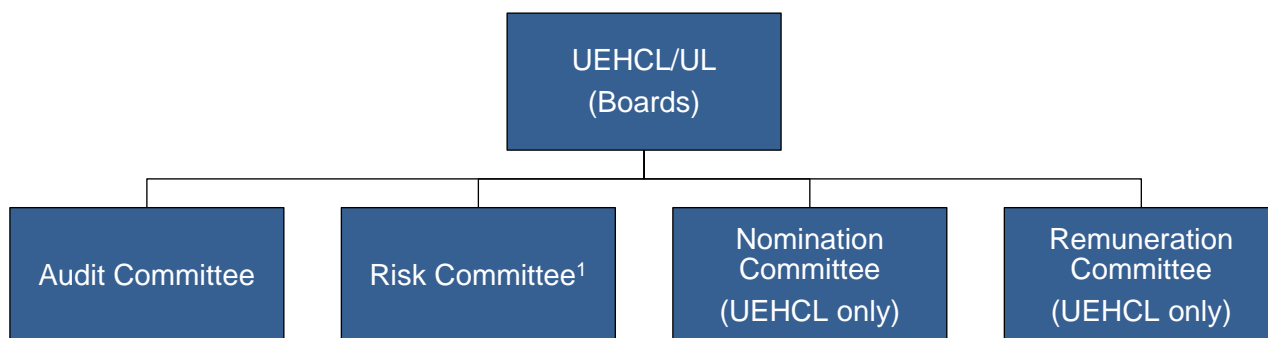 UEHCL/UL
(Boards)
Audit Committee
Risk Committee¹
Nomination
Committee
(UEHCL only)
Remuneration
Committee
(UEHCL only)